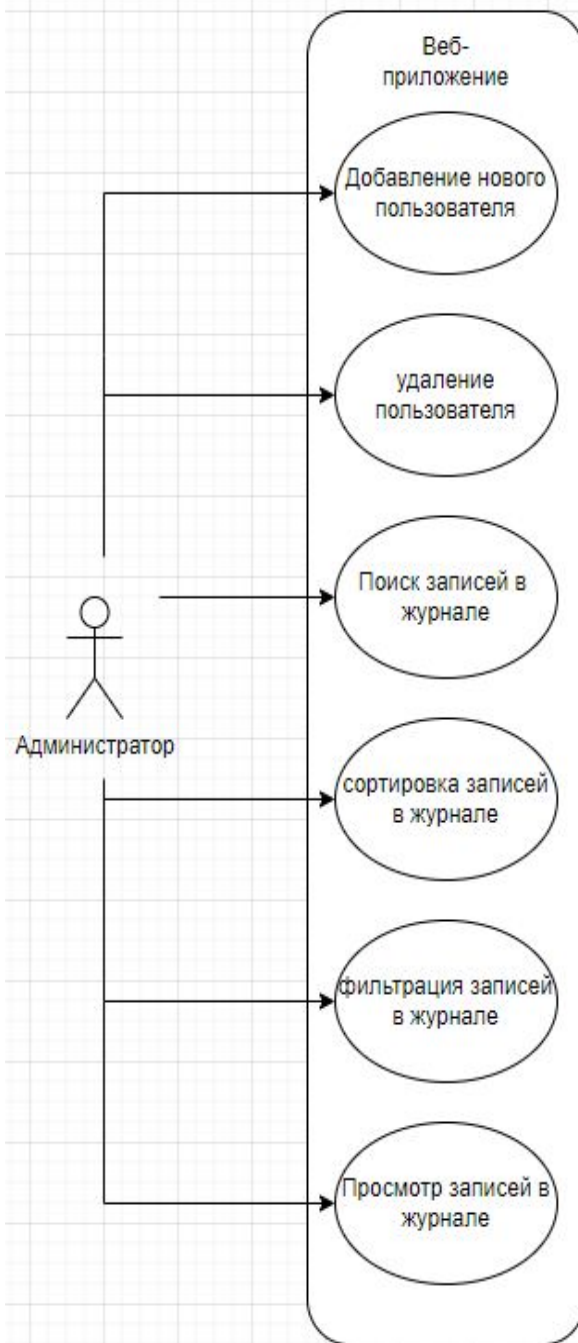 Веб-
приложение
Добавление нового
пользователя
удаление
пользователя
Поиск записей в
журнале
Администратор
сортировка записей
в журнале
фильтрация записей
в журнале
Просмотр записей в
журнале